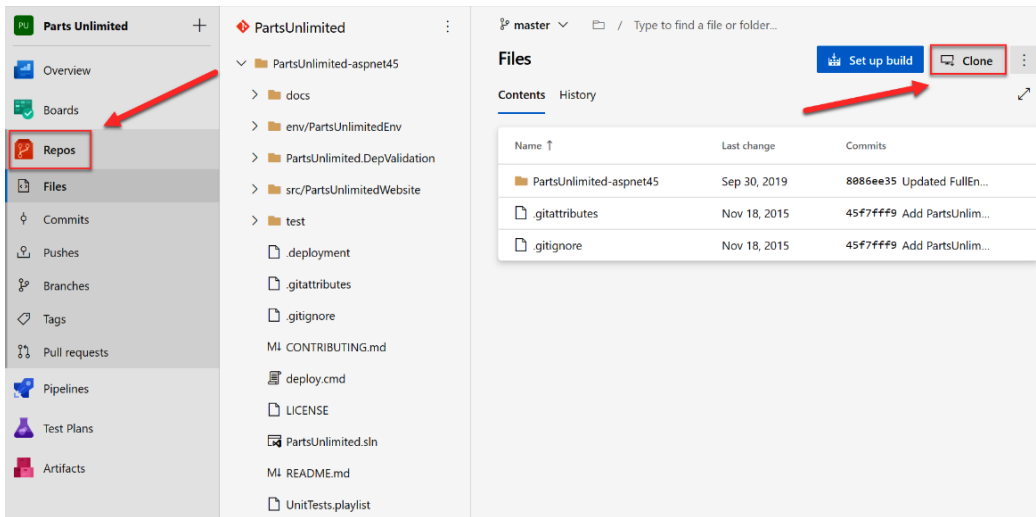 PU Parts Unlimited
Overview
Boards
Repos
Files
Commits
Pushes
Branches
Tags
Pull requests
Pipelines
Test Plans
Artifacts
PartsUnlimited
PartsUnlimited-aspnet45
docs
env/PartsUnlimitedEnv
PartsUnlimited.DepValidation
src/PartsUnlimitedWebsite
test
.deployment
.gitattributes
.gitignore
M↓ CONTRIBUTING.md
deploy.cmd
LICENSE
PartsUnlimited.sln
M↓ README.md
UnitTests.playlist
master / Type to find a file or folder...
Files Set up build Clone
Contents History
Name ↑ Last change Commits
PartsUnlimited-aspnet45 Sep 30, 2019 8086ee35 Updated FullEn...
.gitattributes Nov 18, 2015 45f7fff9 Add PartsUnlim...
.gitignore Nov 18, 2015 45f7fff9 Add PartsUnlim...